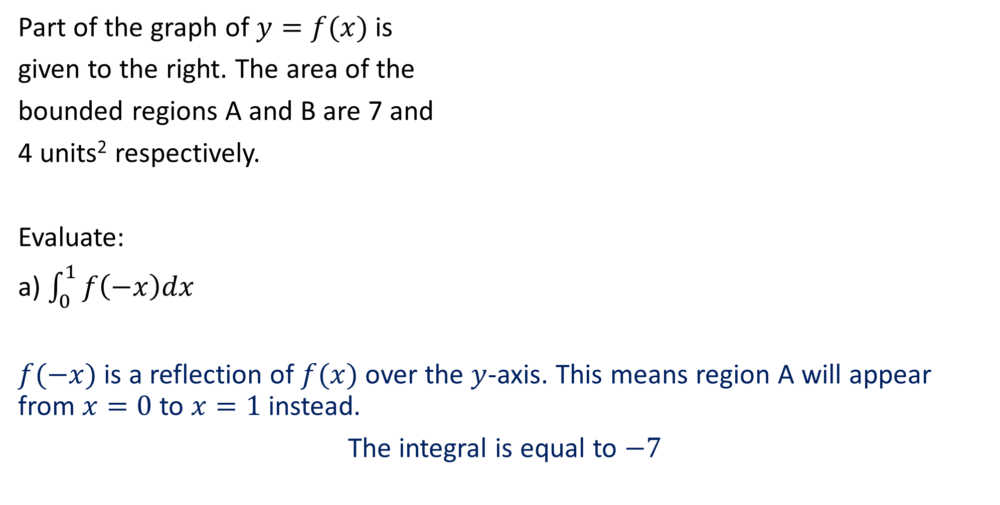 Part of the graph of y = f(x) is
given to the right. The area of the
bounded regions A and B are 7 and
4 units² respectively.
Evaluate:
a) ∫₀¹ f(−x)dx
f(−x) is a reflection of f(x) over the y-axis. This means region A will appear
from x = 0 to x = 1 instead.
The integral is equal to −7